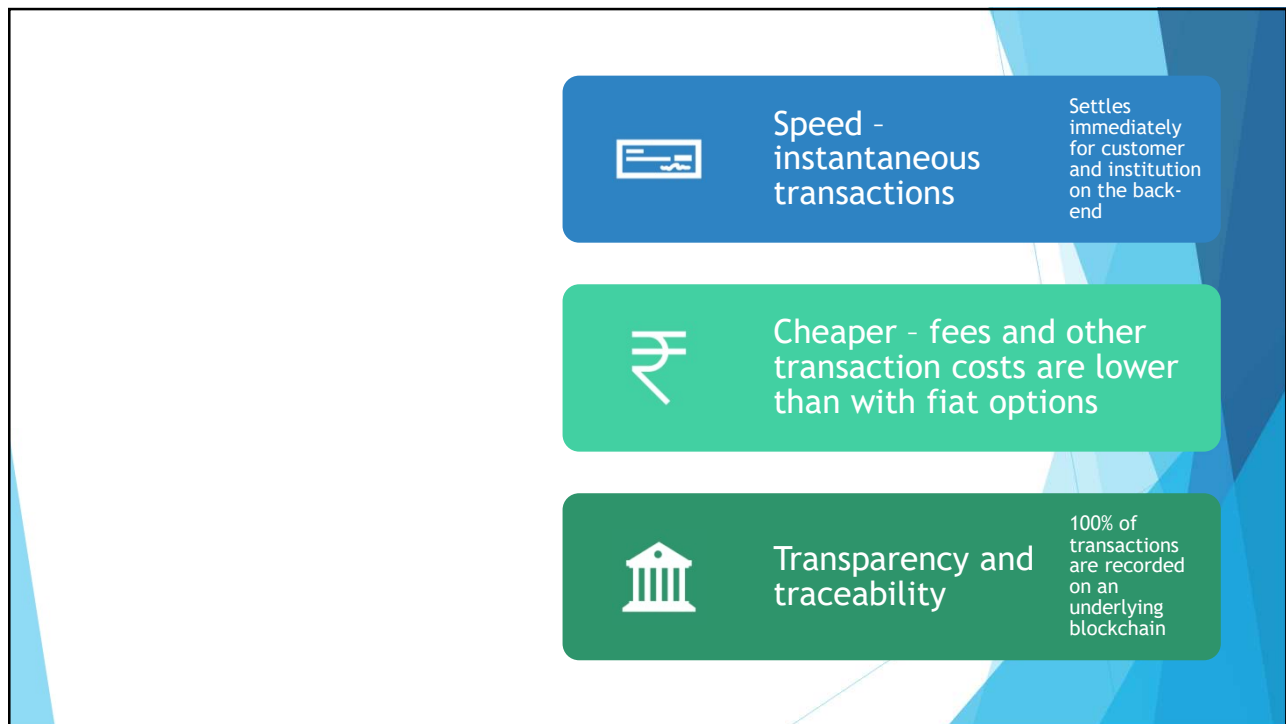 Speed –
instantaneous
transactions
Settles
immediately
for customer
and institution
on the back-
end
₹
Cheaper – fees and other
transaction costs are lower
than with fiat options
Transparency and
traceability
100% of
transactions
are recorded
on an
underlying
blockchain